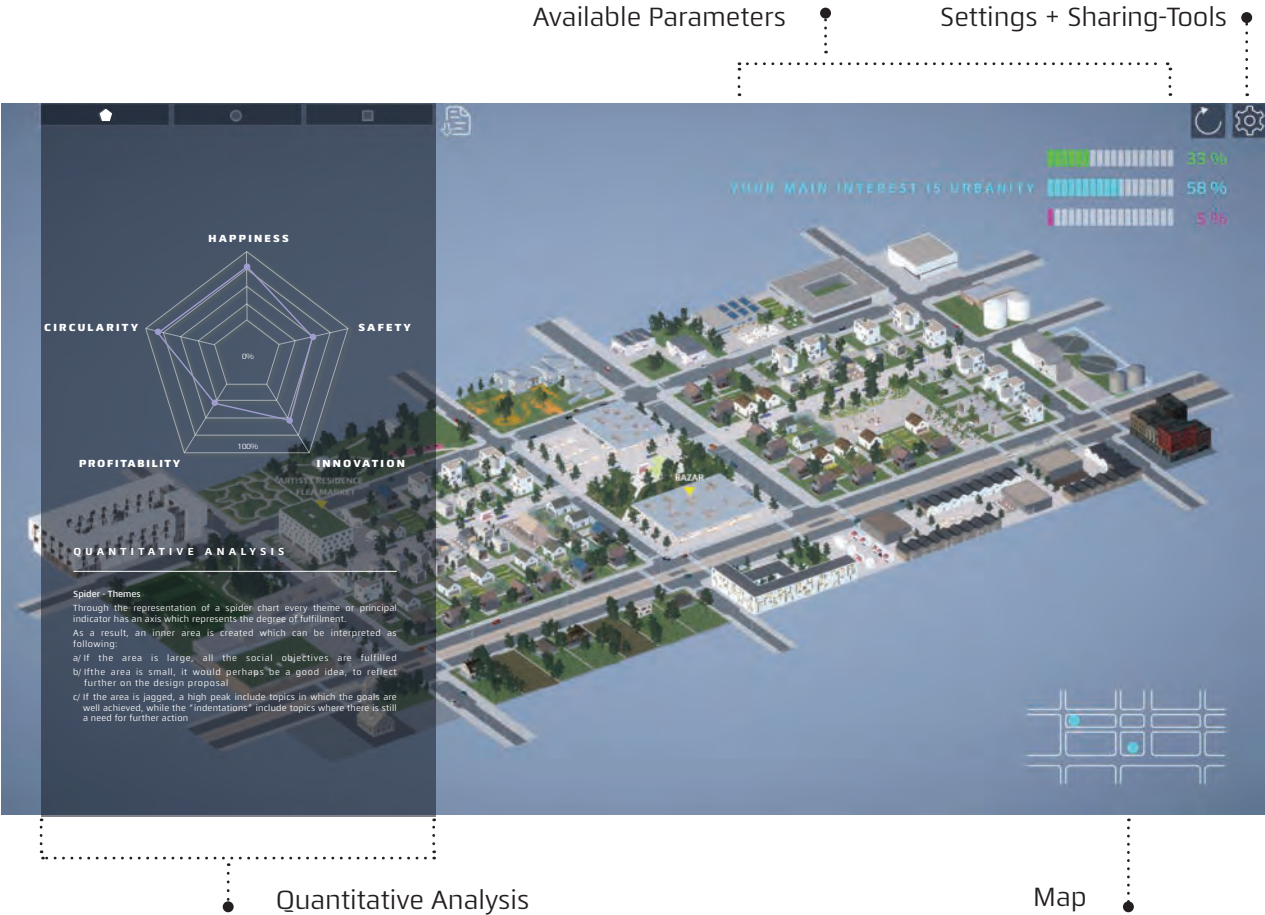 Available Parameters
Settings + Sharing-Tools
33 %
YOUR MAIN INTEREST IS URBANITY
58 %
5 %
HAPPINESS
CIRCULARITY
SAFETY
0%
100%
PROFITABILITY
INNOVATION
ARTISTS RESIDENCE
FLEA MARKET
BAZAR
QUANTITATIVE ANALYSIS
Spider - Themes
Through the representation of a spider chart every theme or principal
indicator has an axis which represents the degree of fulfillment.
As a result, an inner area is created which can be interpreted as
following:
a/ If the area is large, all the social objectives are fulfilled
b/ Ifthe area is small, it would perhaps be a good idea, to reflect
further on the design proposal
c/ If the area is jagged, a high peak include topics in which the goals are
well achieved, while the "indentations" include topics where there is still
a need for further action
Quantitative Analysis
Map